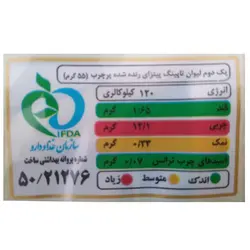 یک دوم لیوان تاپینگ پیتزای رنده شده پرچرب (۵۵ گرم)
انرژی ۱۲۰ کیلوکالری
قند ۱/۶۵ گرم
چربی ۱۲/۱ گرم
نمک ۰/۳۳ گرم
اسیدهای چرب ترانس ۰/۰۷ گرم
اندک متوسط زیاد
IFDA
سازمان غذا و دارو
شماره پروانه بهداشتی ساخت
۵۰/۲۱۲۷۶